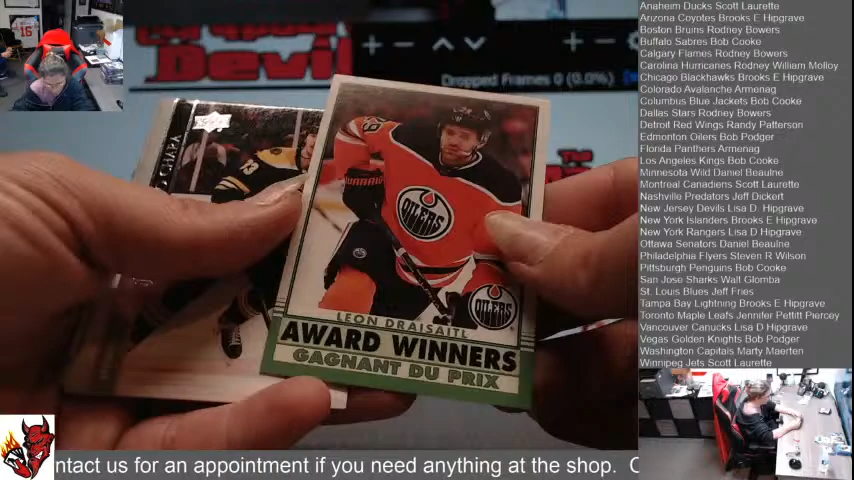 Anaheim Ducks Scott Laurette
Arizona Coyotes Brooks E Hipgrave
Boston Bruins Rodney Bowers
Buffalo Sabres Bob Cooke
Calgary Flames Rodney Bowers
Carolina Hurricanes Rodney William Molloy
Chicago Blackhawks Brooks E Hipgrave
Colorado Avalanche Armenag
Columbus Blue Jackets Bob Cooke
Dallas Stars Rodney Bowers
Detroit Red Wings Randy Patterson
Edmonton Oilers Bob Podger
Florida Panthers Armenag
Los Angeles Kings Bob Cooke
Minnesota Wild Daniel Beaulne
Montreal Canadiens Scott Laurette
Nashville Predators Jeff Dickert
New Jersey Devils Lisa D. Hipgrave
New York Islanders Brooks E Hipgrave
New York Rangers Lisa D Hipgrave
Ottawa Senators Daniel Beaulne
Philadelphia Flyers Steven R Wilson
Pittsburgh Penguins Bob Cooke
San Jose Sharks Walt Glomba
St. Louis Blues Jeff Fries
Tampa Bay Lightning Brooks E Hipgrave
Toronto Maple Leafs Jennifer Pettitt Piercey
Vancouver Canucks Lisa D Hipgrave
Vegas Golden Knights Bob Podger
Washington Capitals Marty Maerten
Winnipeg Jets Scott Laurette
Devil
Dropped Frames 0 (0.0%)
CHARA
33
29
OILERS
OILERS
LEON DRAISAITL
AWARD WINNERS
GAGNANT DU PRIX
ntact us for an appointment if you need anything at the shop. C